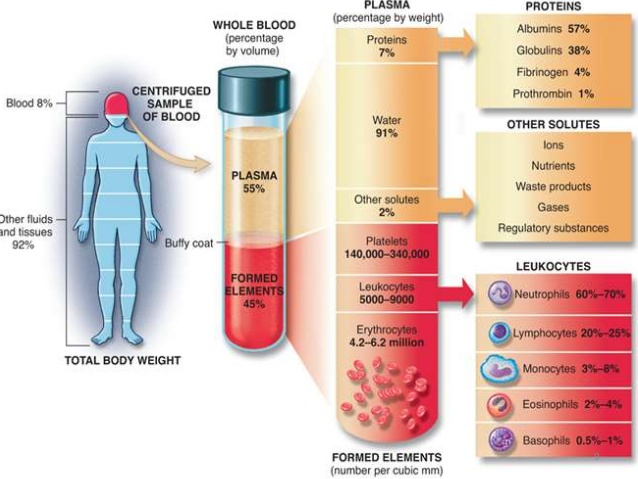 PLASMA
(percentage by weight)
Proteins
7%
Water
91%
Other solutes
2%
Platelets
140,000–340,000
Leukocytes
5000–9000
Erythrocytes
4.2–6.2 million
FORMED ELEMENTS
(number per cubic mm)
WHOLE BLOOD
(percentage
by volume)
CENTRIFUGED
SAMPLE
OF BLOOD
PLASMA
55%
Buffy coat
FORMED
ELEMENTS
45%
Blood 8%
Other fluids
and tissues
92%
TOTAL BODY WEIGHT
PROTEINS
Albumins 57%
Globulins 38%
Fibrinogen 4%
Prothrombin 1%
OTHER SOLUTES
Ions
Nutrients
Waste products
Gases
Regulatory substances
LEUKOCYTES
Neutrophils 60%–70%
Lymphocytes 20%–25%
Monocytes 3%–8%
Eosinophils 2%–4%
Basophils 0.5%–1%